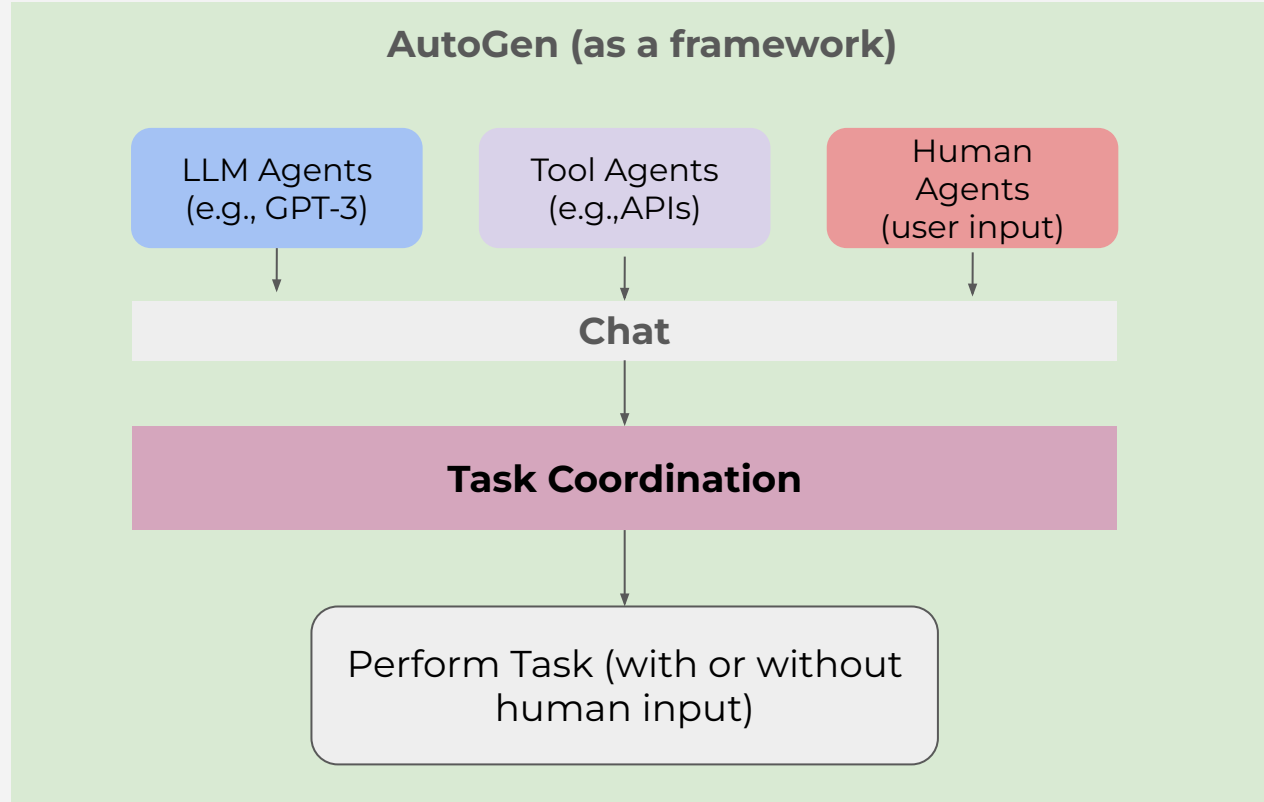 AutoGen (as a framework)
LLM Agents
(e.g., GPT-3)
Tool Agents
(e.g.,APIs)
Human
Agents
(user input)
Chat
Task Coordination
Perform Task (with or without
human input)